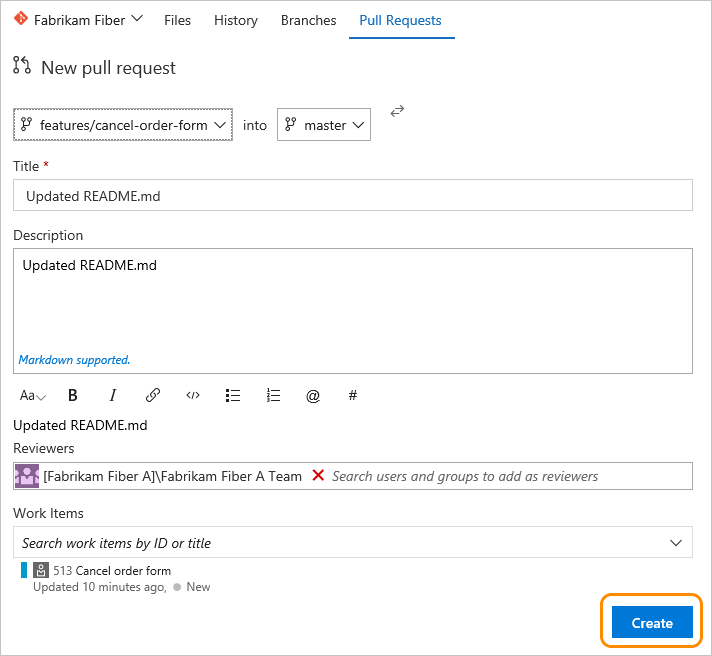 Fabrikam Fiber Files History Branches Pull Requests
New pull request
features/cancel-order-form into master
Title *
Updated README.md
Description
Updated README.md
Markdown supported.
Aa B I </> @ #
Updated README.md
Reviewers
[Fabrikam Fiber A]\Fabrikam Fiber A Team Search users and groups to add as reviewers
Work Items
Search work items by ID or title
513 Cancel order form
Updated 10 minutes ago, New
Create